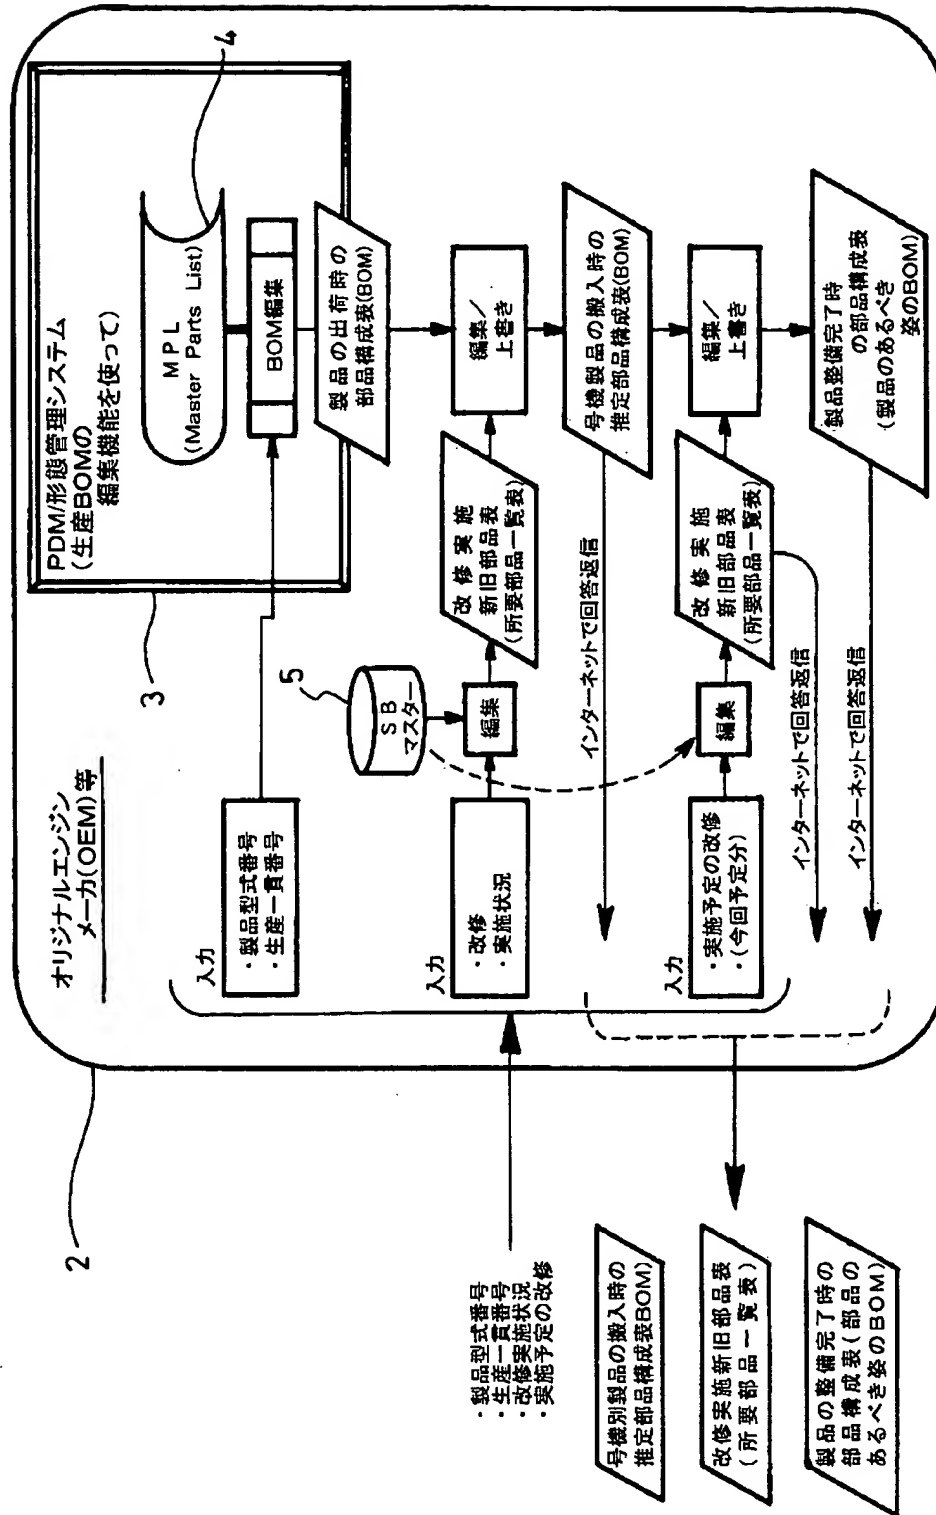 2
オリジナルエンジン
メーカ(OEM)等
3
PDM/形態管理システム
(生産BOMの
編集機能を使って)
4
MPL
(Master Parts List)
BOM編集
製品の出荷時の
部品構成表(BOM)
入力
・製品型式番号
・生産一貫番号
5
SB
マスター
入力
・改修
・実施状況
編集
改修実施
新旧部品表
(所要部品一覧表)
編集/
上書き
インターネットで回答返信
号機製品の搬入時の
推定部品構成表(BOM)
入力
・実施予定の改修
・(今回予定分)
編集
改修実施
新旧部品表
(所要部品一覧表)
編集/
上書き
インターネットで回答返信
インターネットで回答返信
製品整備完了時
の部品構成表
(製品のあるべき
姿のBOM)
・製品型式番号
・生産一貫番号
・改修実施状況
・実施予定の改修
号機別製品の搬入時の
推定部品構成表BOM)
改修実施新旧部品表
(所要部品一覧表)
製品の整備完了時の
部品構成表(部品の
あるべき姿のBOM)